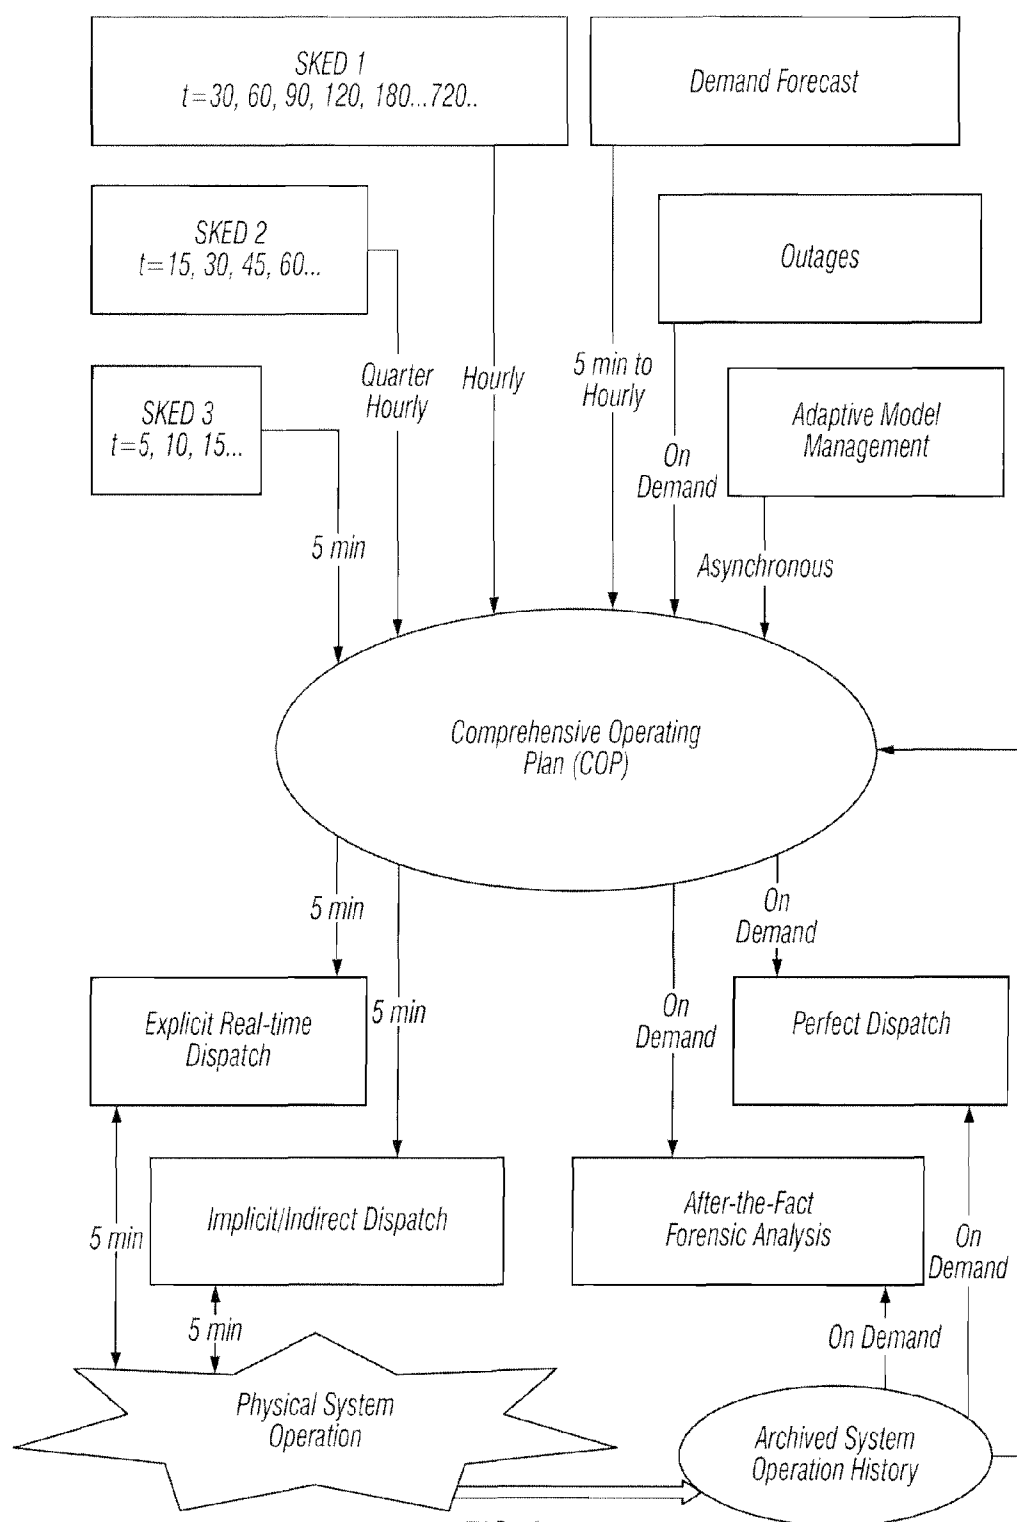 SKED 1
t=30, 60, 90, 120, 180...720..
Demand Forecast
SKED 2
t=15, 30, 45, 60...
Outages
SKED 3
t=5, 10, 15...
Quarter
Hourly
Hourly
5 min to
Hourly
On
Demand
Adaptive Model
Management
5 min
Asynchronous
Comprehensive Operating
Plan (COP)
5 min
On
Demand
5 min
On
Demand
Explicit Real-time
Dispatch
Perfect Dispatch
5 min
Implicit/Indirect Dispatch
After-the-Fact
Forensic Analysis
On
Demand
5 min
On Demand
Physical System
Operation
Archived System
Operation History